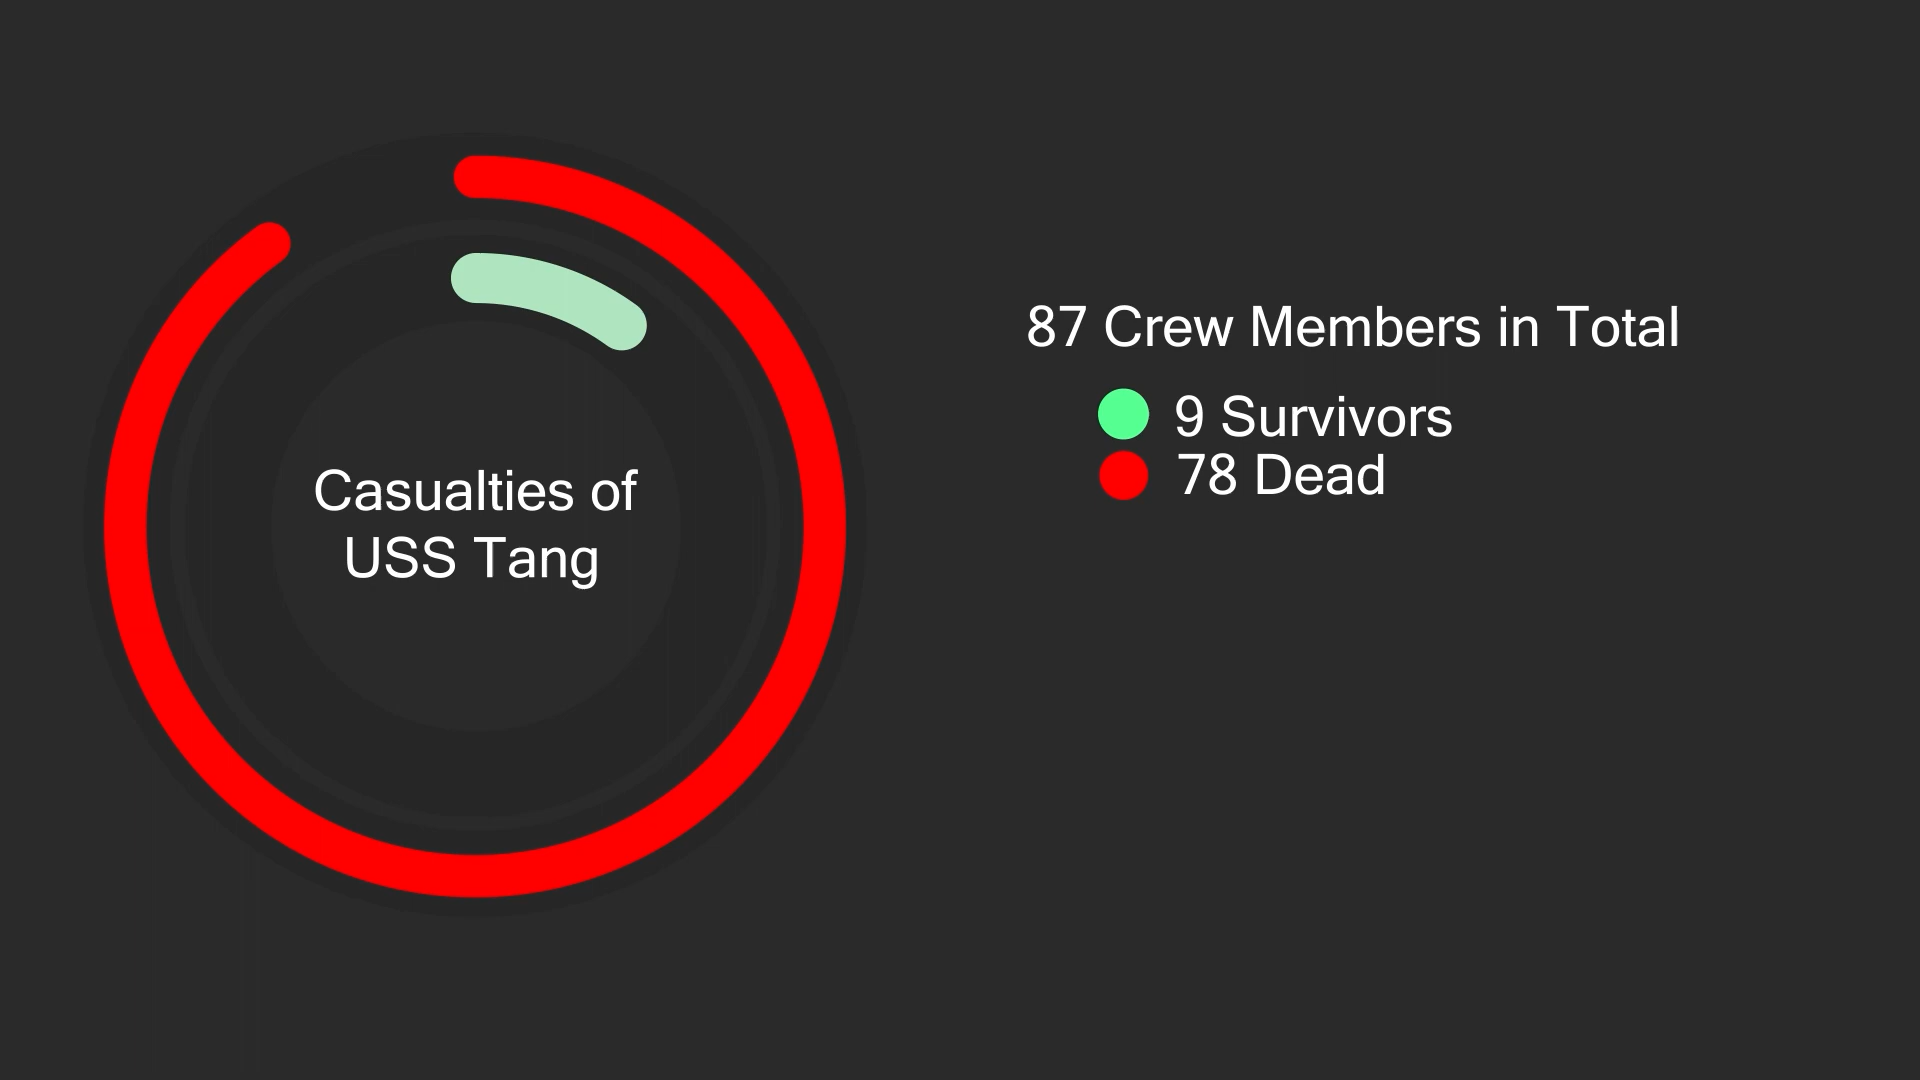 Casualties of
USS Tang
87 Crew Members in Total
9 Survivors
78 Dead